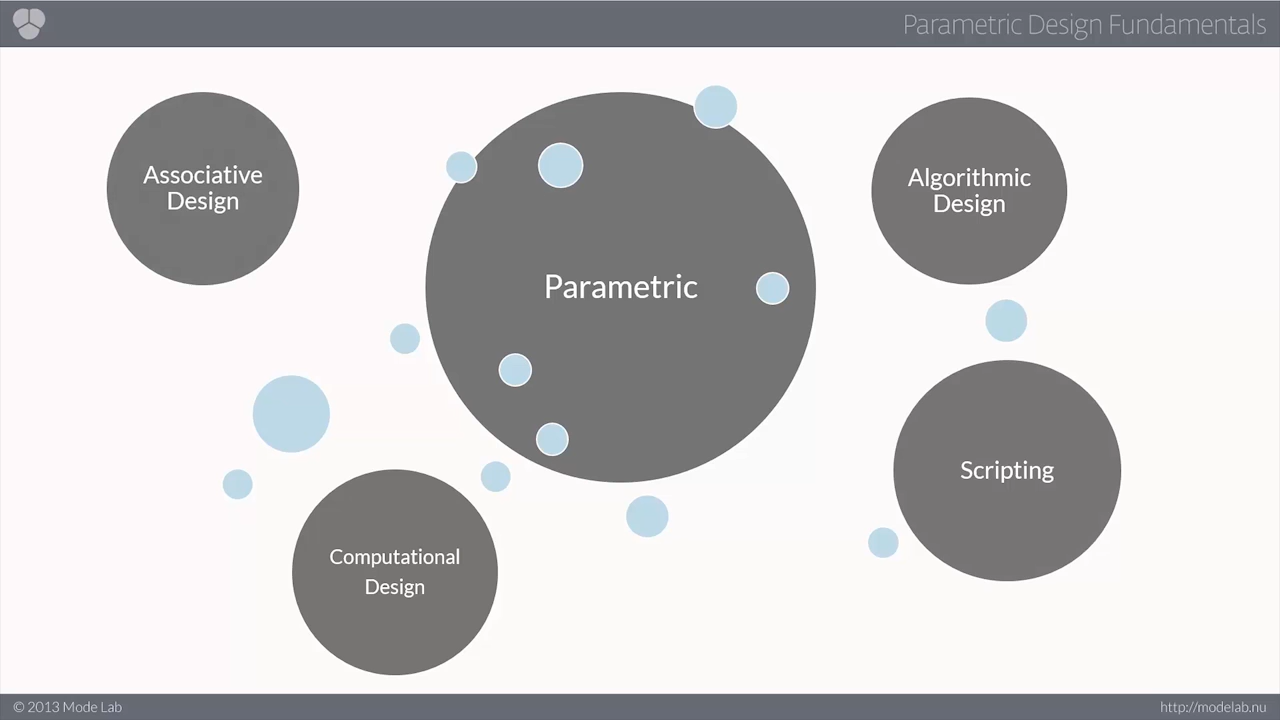 Parametric Design Fundamentals
Associative
Design
Parametric
Algorithmic
Design
Scripting
Computational
Design
© 2013 Mode Lab
http://modelab.nu